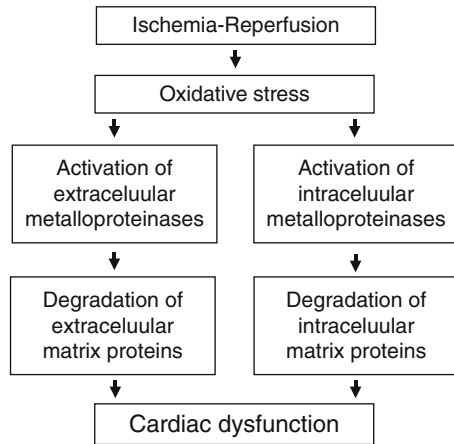 Ischemia-Reperfusion
Oxidative stress
Activation of
extraceluular
metalloproteinases
Activation of
intraceluular
metalloproteinases
Degradation of
extraceluular
matrix proteins
Degradation of
intraceluular
matrix proteins
Cardiac dysfunction